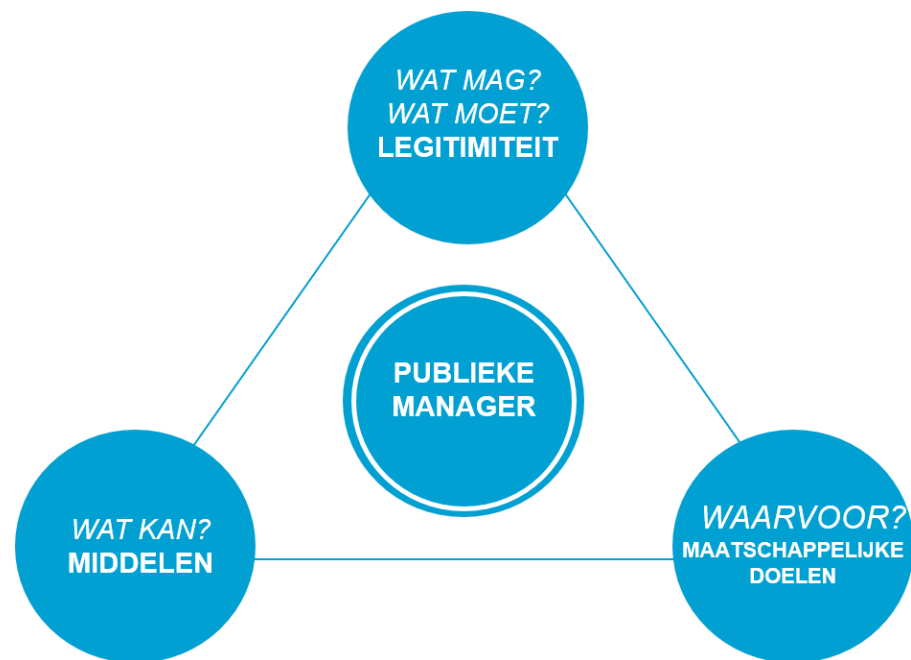 WAT MAG?
WAT MOET?
LEGITIMITEIT
PUBLIEKE
MANAGER
WAT KAN?
MIDDELEN
WAARVOOR?
MAATSCHAPPELIJKE
DOELEN